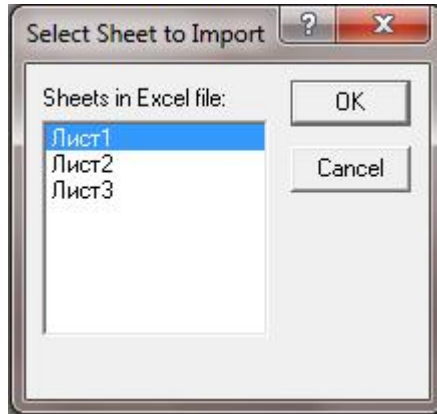 Select Sheet to Import
Sheets in Excel file:
OK
Лист1
Лист2
Cancel
Лист3